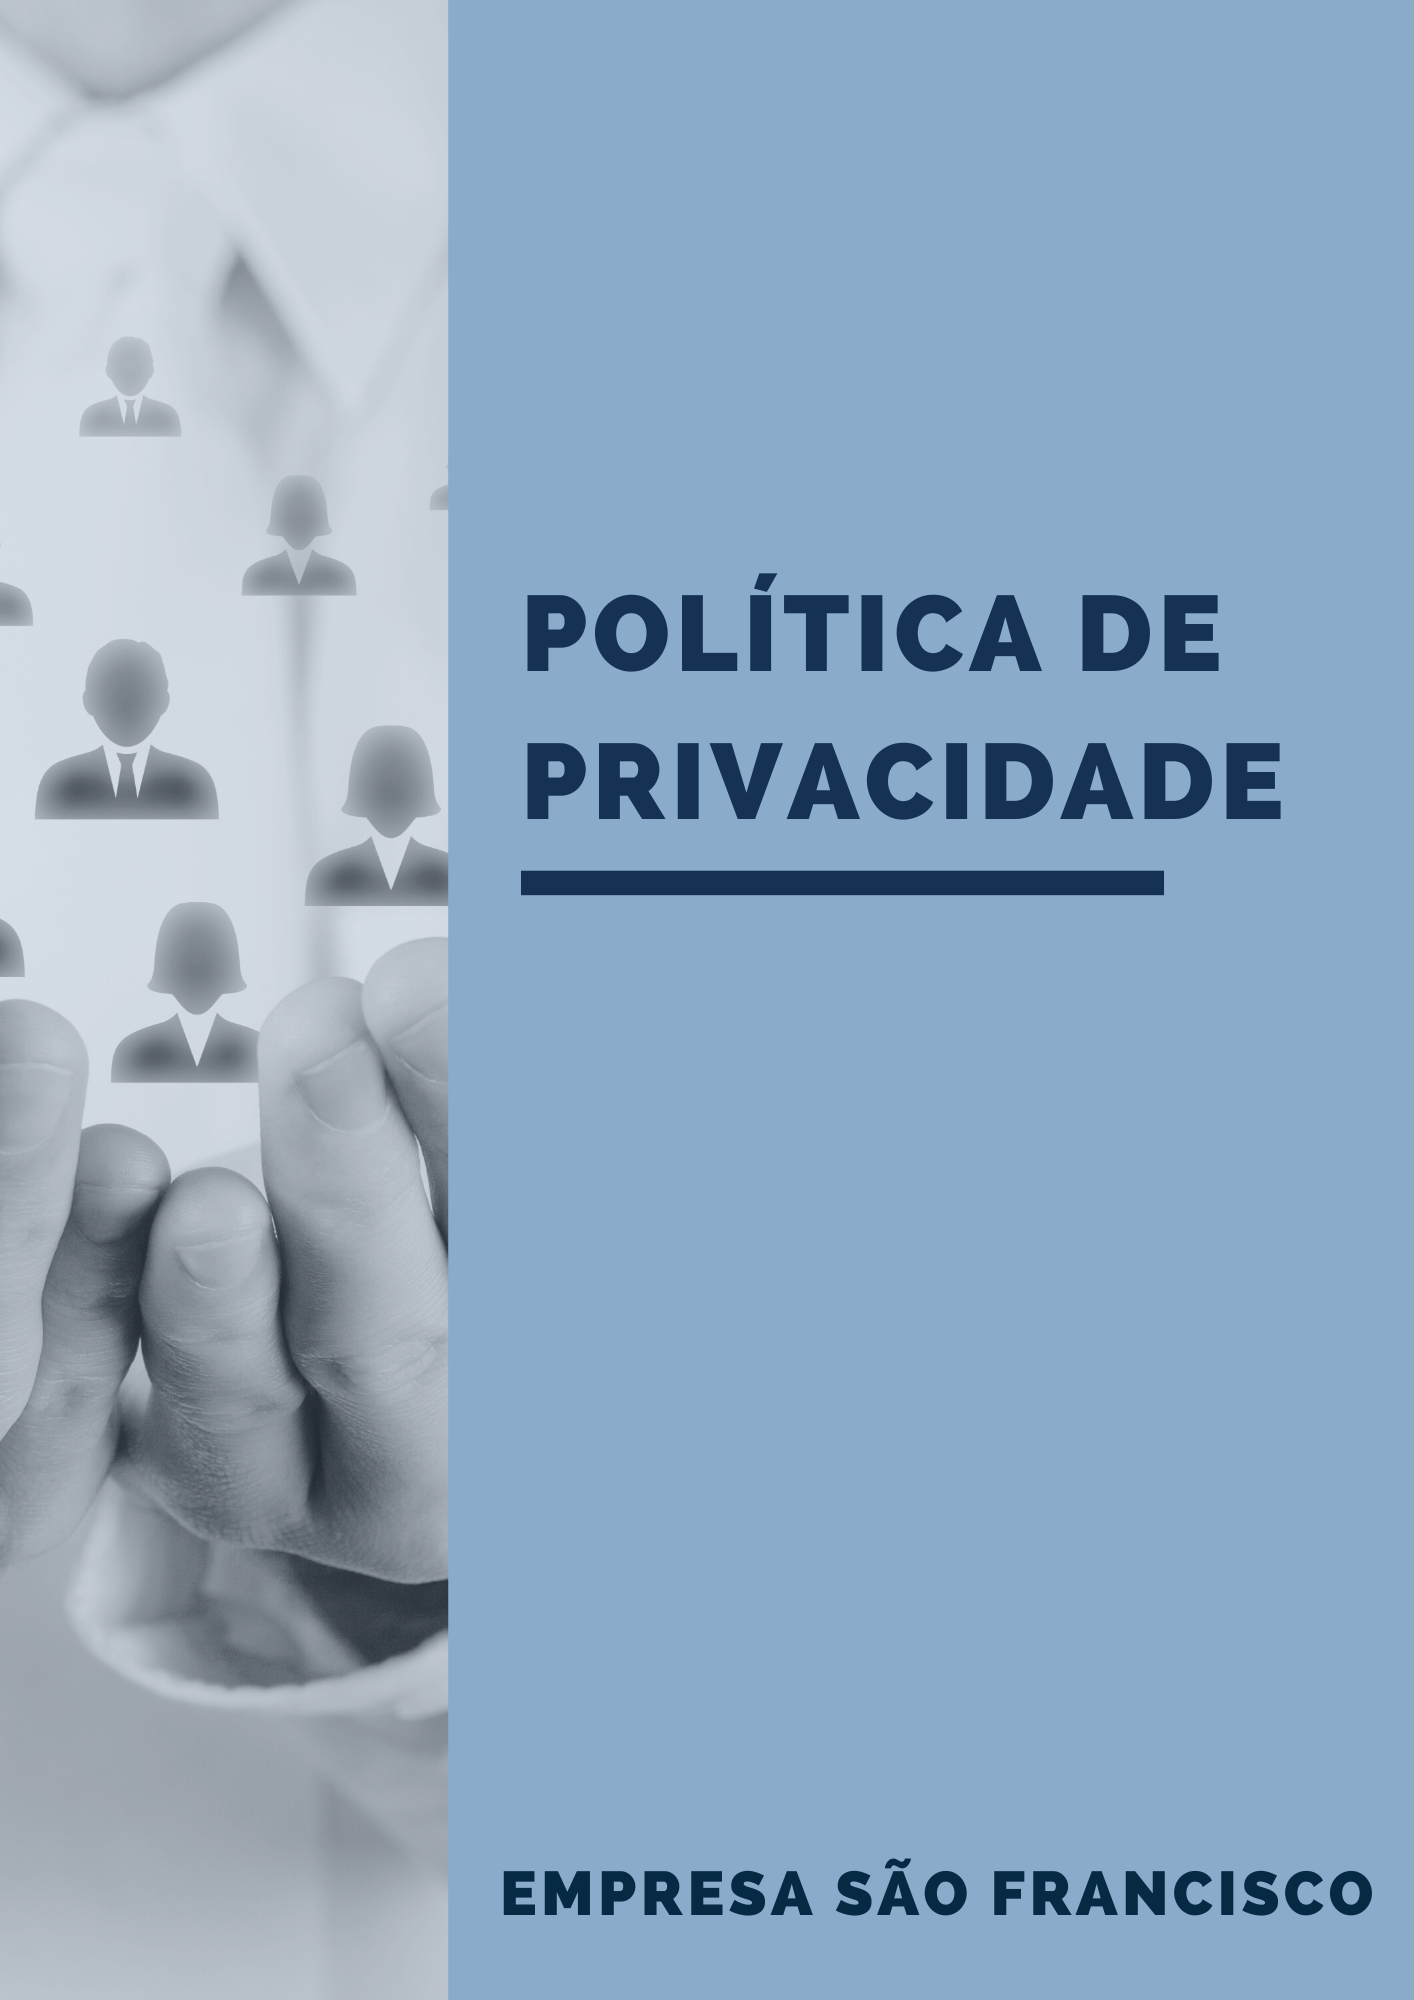 POLÍTICA DE
PRIVACIDADE
EMPRESA SÃO FRANCISCO